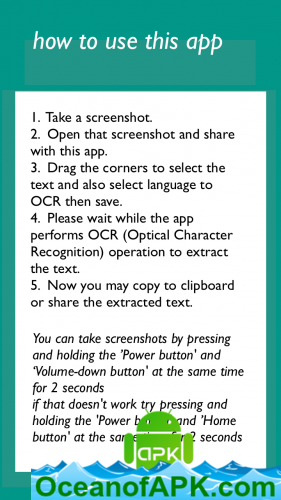 how to use this app
1. Take a screenshot.
2. Open that screenshot and share
with this app.
3. Drag the corners to select the
text and also select language to
OCR then save.
4. Please wait while the app
performs OCR (Optical Character
Recognition) operation to extract
the text.
5. Now you may copy to clipboard
or share the extracted text.
You can take screenshots by pressing
and holding the 'Power button' and
'Volume-down button' at the same time
for 2 seconds
if that doesn't work try pressing and
holding the 'Power and 'Home
button' at the 2 seconds
APK
OceanofAPK.com